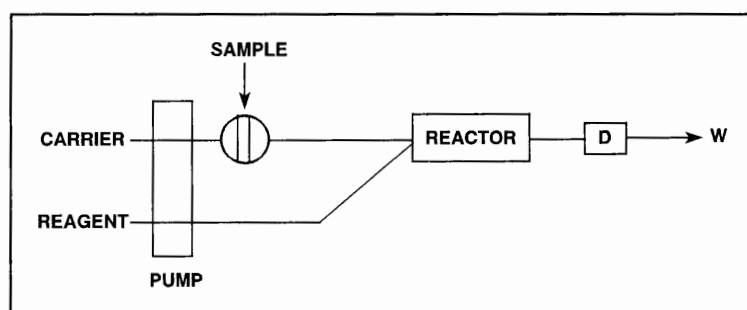 SAMPLE
CARRIER
REACTOR
D
W
REAGENT
PUMP